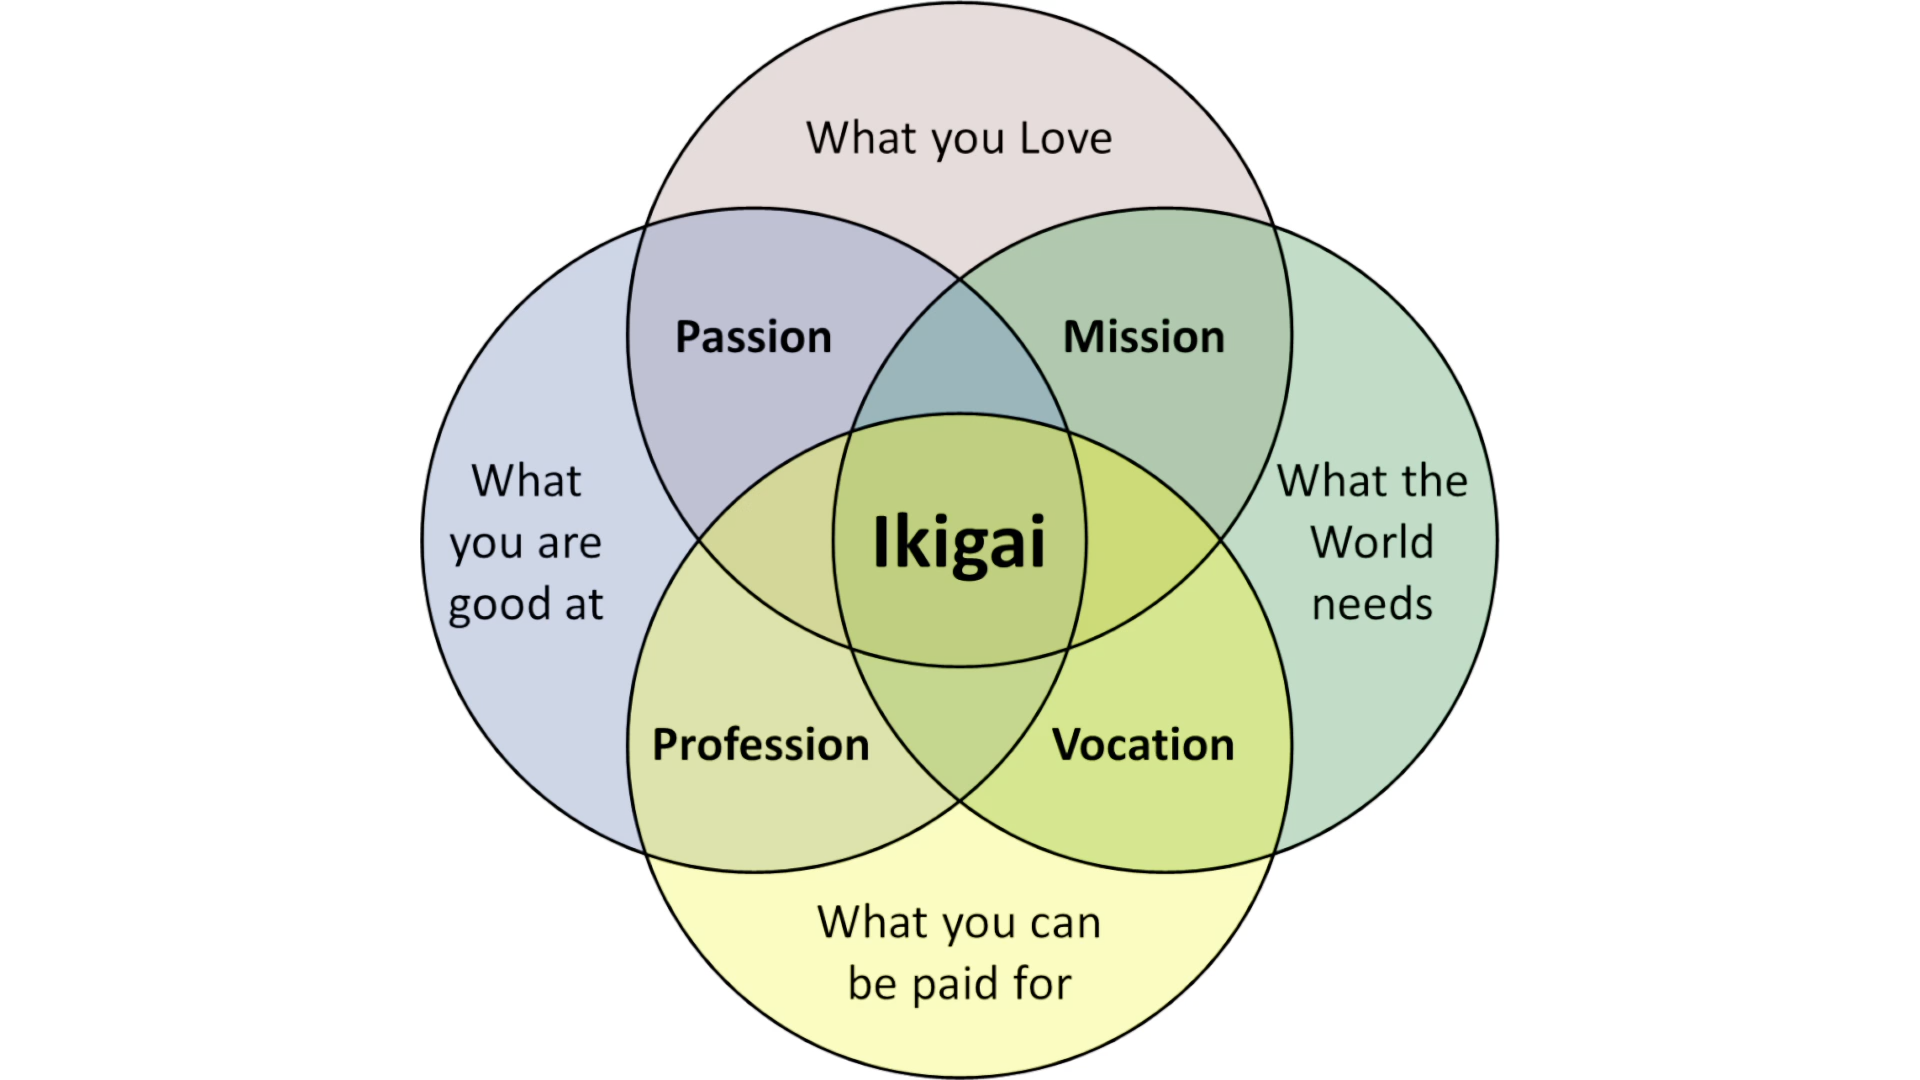 What you Love
Passion
Mission
What
you are
good at
Ikigai
What the
World
needs
Profession
Vocation
What you can
be paid for